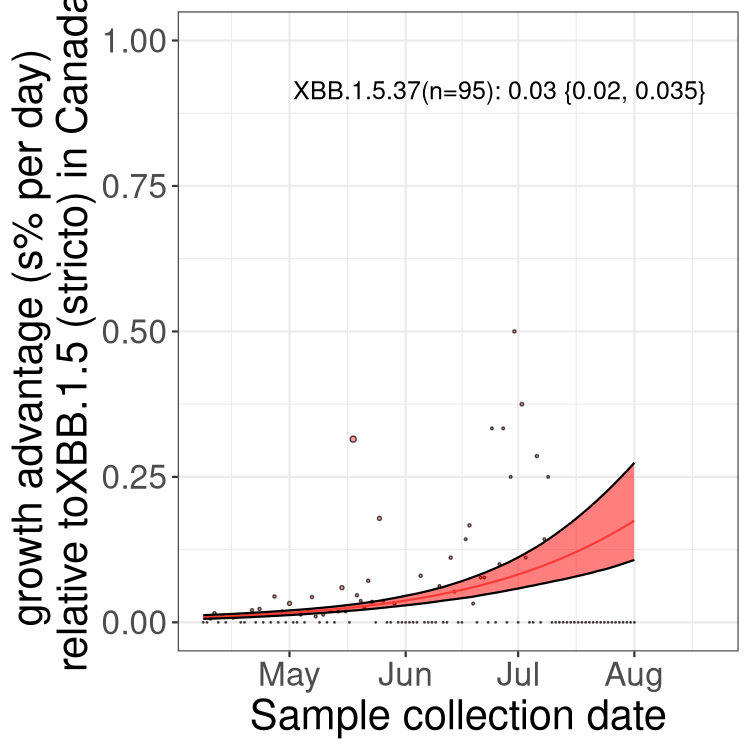 growth advantage (s% per day)
relative toXBB.1.5 (stricto) in Canada
1.00
0.75
0.50
0.25
0.00
XBB.1.5.37(n=95): 0.03 {0.02, 0.035}
May Jun Jul Aug
Sample collection date